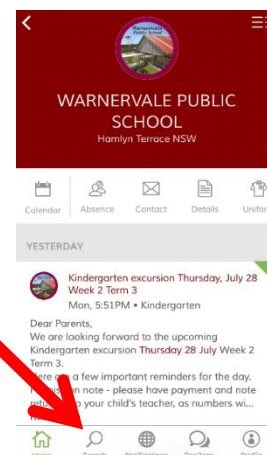 Warnervale
Public School
WARNERVALE PUBLIC
SCHOOL
Hamlyn Terrace NSW
Calendar Absence Contact Details Unifor
YESTERDAY
Kindergarten excursion Thursday, July 28
Week 2 Term 3
Mon, 5:51PM • Kindergarten
Dear Parents,
We are looking forward to the upcoming
Kindergarten excursion Thursday 28 July Week 2
Term 3.
Here are a few important reminders for the day.
note - please have payment and note
to your child's teacher, as numbers wi...
Home Search Notifications Profile